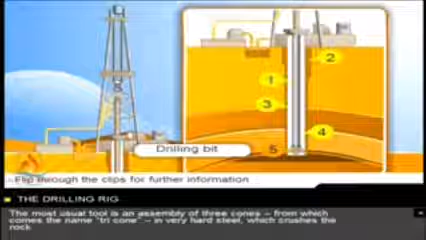 1
2
3
4
5
Drilling bit
Flip through the clips for further information
THE DRILLING RIG
The most usual tool is an assembly of three cones – from which
comes the name "tri cone" – in very hard steel, which crushes the
rock